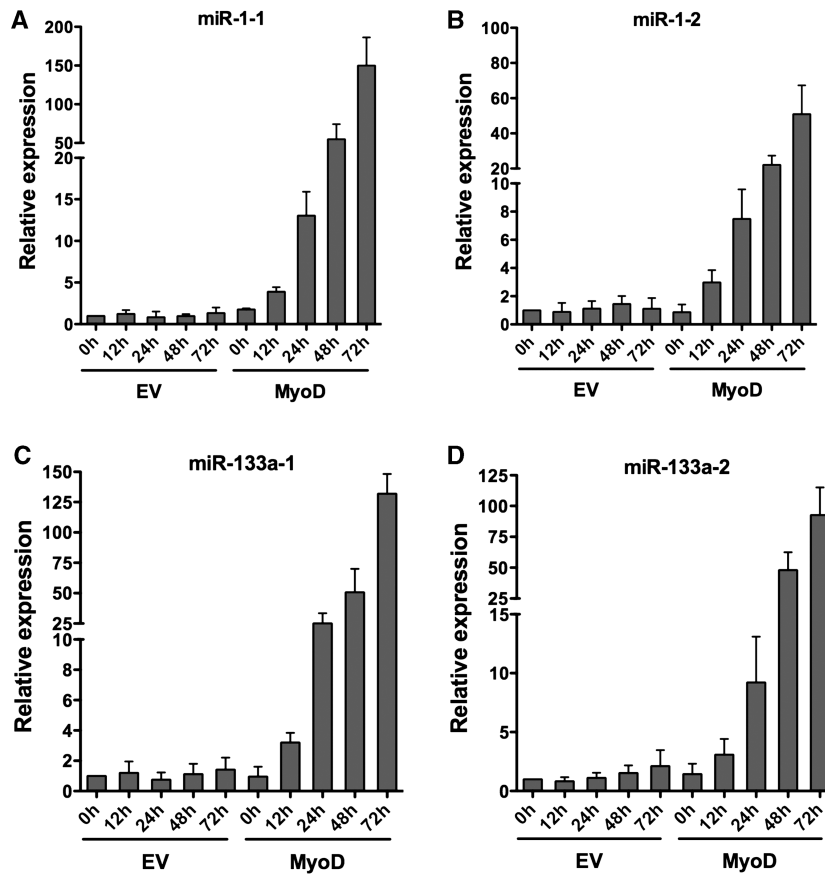 A
miR-1-1
Relative expression
200
150
100
50
20
15
10
5
0
0h 12h 24h 48h 72h 0h 12h 24h 48h 72h
EV MyoD
B
miR-1-2
Relative expression
100
80
60
40
20
10
8
6
4
2
0
0h 12h 24h 48h 72h 0h 12h 24h 48h 72h
EV MyoD
C
miR-133a-1
Relative expression
150
125
100
75
50
25
10
8
6
4
2
0
0h 12h 24h 48h 72h 0h 12h 24h 48h 72h
EV MyoD
D
miR-133a-2
Relative expression
125
100
75
50
25
15
10
5
0
0h 12h 24h 48h 72h 0h 12h 24h 48h 72h
EV MyoD